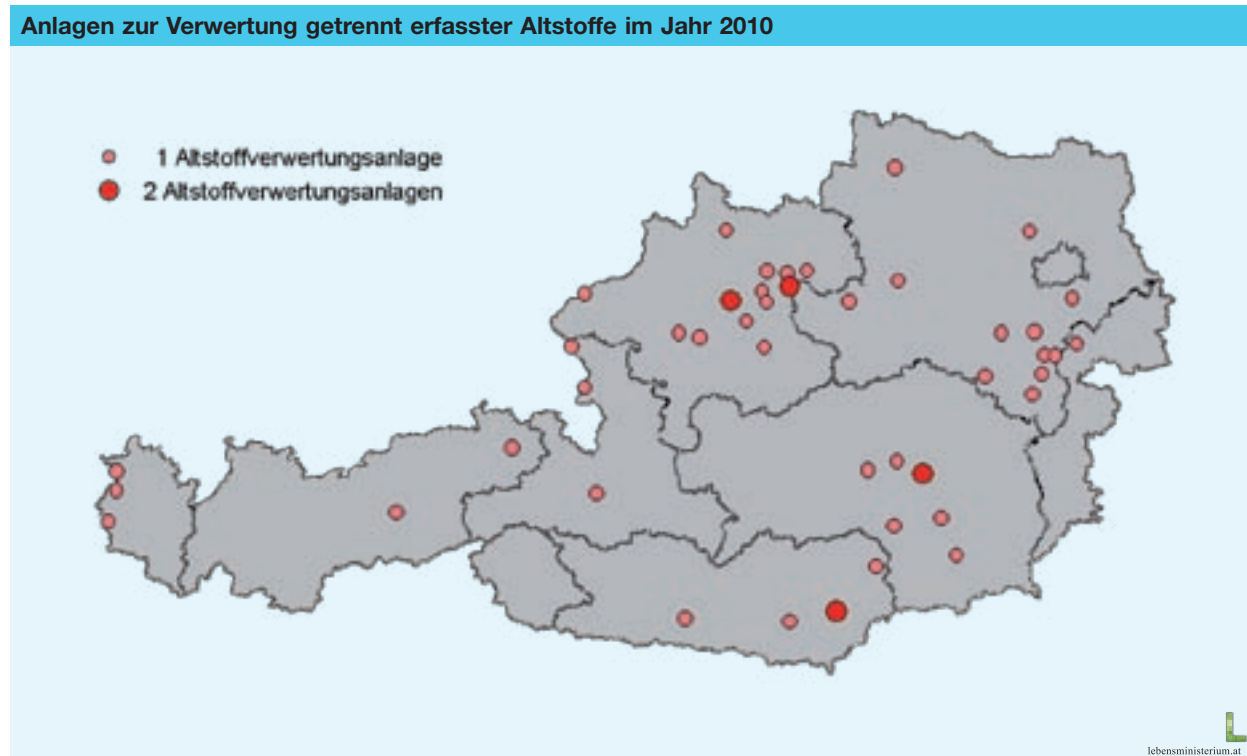 Anlagen zur Verwertung getrennt erfasster Altstoffe im Jahr 2010
1 Altstoffverwertungsanlage
2 Altstoffverwertungsanlagen
lebensministerium.at